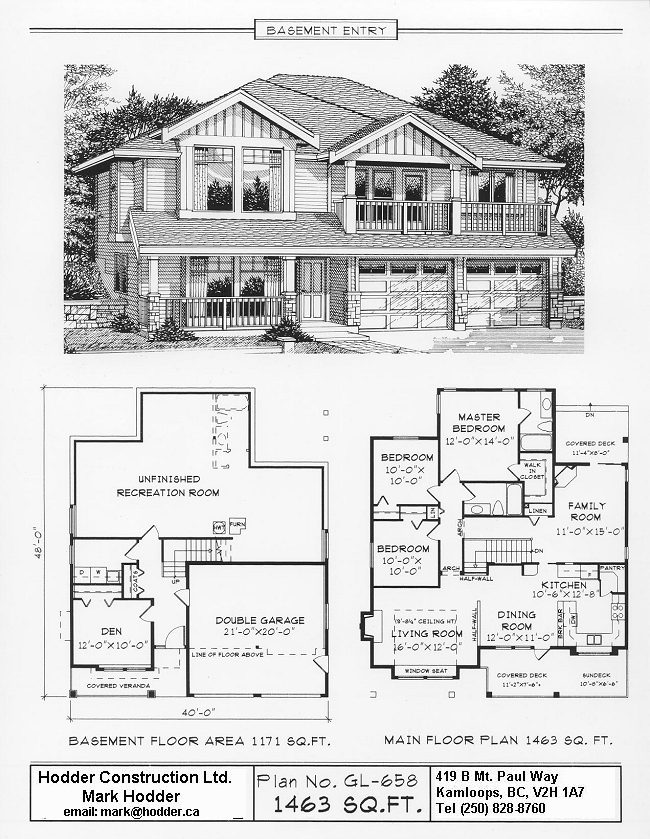 BASEMENT ENTRY
UNFINISHED
RECREATION ROOM
HWT
FURN
D W
COATS
UP
DEN
12'-0"X10'-0"
DOUBLE GARAGE
21'-0"X20'-0"
LINE OF FLOOR ABOVE
COVERED VERANDA
48'-0"
40'-0"
BASEMENT FLOOR AREA 1171 SQ.FT.
MASTER
BEDROOM
12'-0"X14'-0"
DN
COVERED DECK
11'-4"X8'-0"
BEDROOM
10'-0"X
10'-0"
WALK
IN
CLOSET
LINEN
LIN
FAMILY
ROOM
11'-0"X15'-0"
BEDROOM
10'-0"X
10'-0"
ARCH
DN
ARCH
HALF-WALL
PANTRY
KITCHEN
10'-6"X12'-8"
F
(9'-8½" CEILING HT)
LIVING ROOM
16'-0"X12'-0"
HALF-WALL
DINING
ROOM
12'-0"X11'-0"
BRK BAR
DW
WINDOW SEAT
COVERED DECK
11'-2"X7'-6"
SUNDECK
10'-8"X6'-6"
MAIN FLOOR PLAN 1463 SQ. FT.
Hodder Construction Ltd.
Mark Hodder
email: mark@hodder.ca
Plan No. GL-658
1463 SQ.FT.
419 B Mt. Paul Way
Kamloops, BC, V2H 1A7
Tel (250) 828-8760